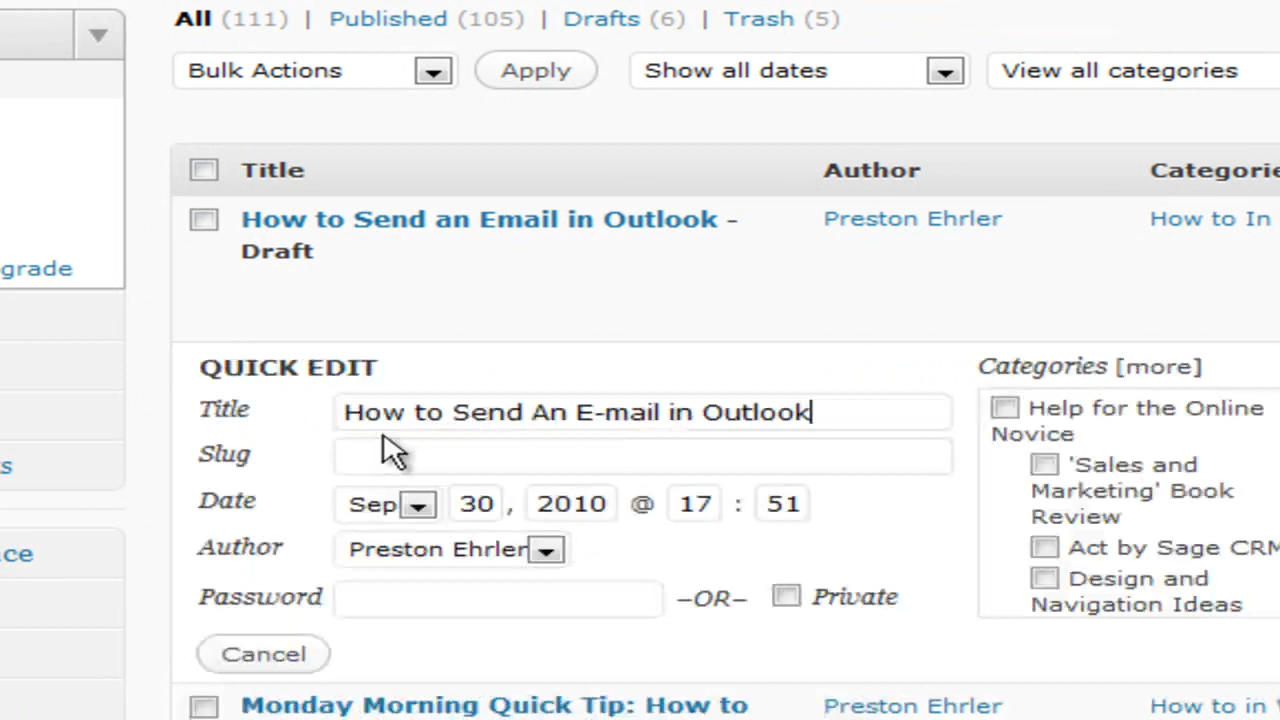 All (111) | Published (105) | Drafts (6) | Trash (5)
Bulk Actions Apply Show all dates View all categories
Title Author Categorie
How to Send an Email in Outlook - Preston Ehrler How to In
Draft
grade
QUICK EDIT
Categories [more]
Title How to Send An E-mail in Outlook
Help for the Online
Novice
Slug
s
'Sales and
Marketing' Book
Review
Date Sep 30 , 2010 @ 17 : 51
Author Preston Ehrler
ce
Act by Sage CRM
Design and
Navigation Ideas
Password –OR– Private
Cancel
Monday Morning Quick Tip: How to Preston Ehrler How to in